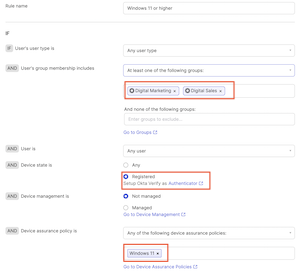 Rule name
Windows 11 or higher
IF
IF User's user type is
Any user type
AND User's group membership includes
At least one of the following groups:
Digital Marketing × Digital Sales ×
And none of the following groups:
Enter groups to exclude...
Go to Groups
AND User is
Any user
AND Device state is
Any
Registered
Setup Okta Verify as Authenticator
AND Device management is
Not managed
Managed
Go to Device Management
AND Device assurance policy is
Any of the following device assurance policies:
Windows 11 ×
Go to Device Assurance Policies